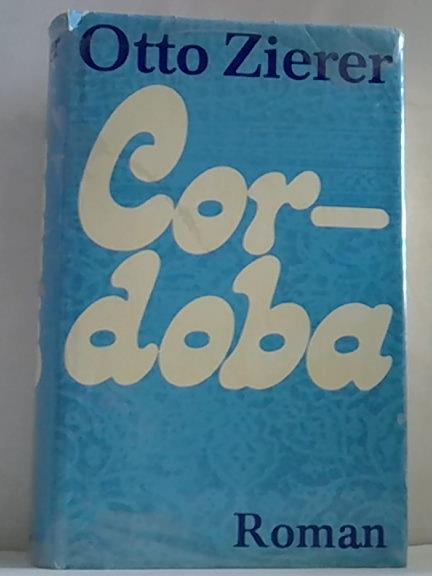 Otto Zierer
Cor-
doba
Roman